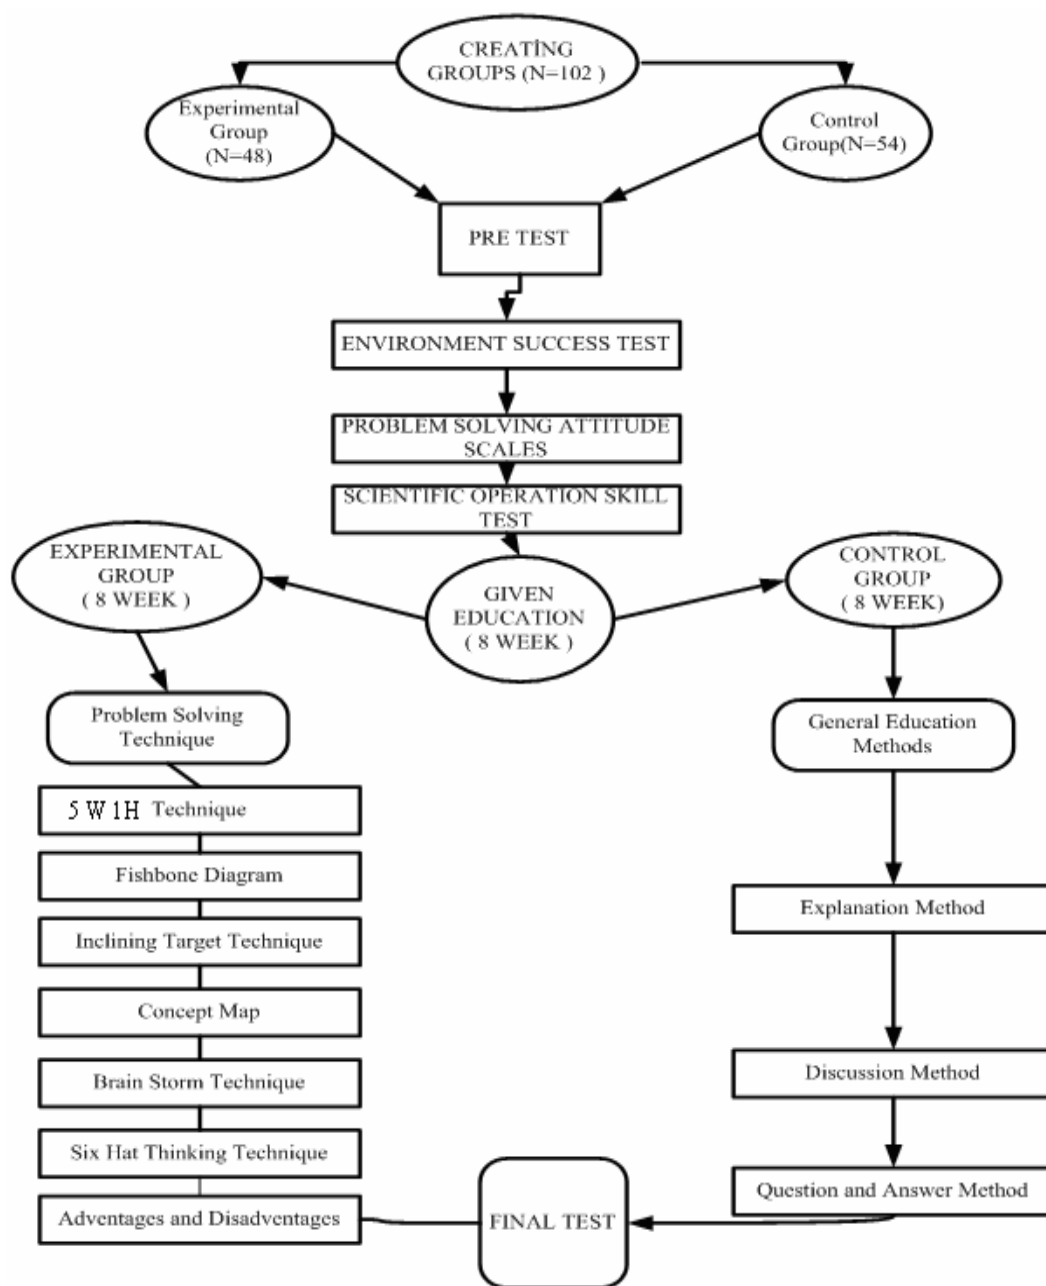 CREATİNG
GROUPS (N=102 )
Experimental
Group
(N=48)
Control
Group(N=54)
PRE TEST
ENVIRONMENT SUCCESS TEST
PROBLEM SOLVING ATTITUDE
SCALES
SCIENTIFIC OPERATION SKILL
TEST
EXPERIMENTAL
GROUP
( 8 WEEK )
GIVEN
EDUCATION
( 8 WEEK )
CONTROL
GROUP
( 8 WEEK)
Problem Solving
Technique
5 W 1H Technique
Fishbone Diagram
Inclining Target Technique
Concept Map
Brain Storm Technique
Six Hat Thinking Technique
Adventages and Disadventages
General Education
Methods
Explanation Method
Discussion Method
Question and Answer Method
FINAL TEST